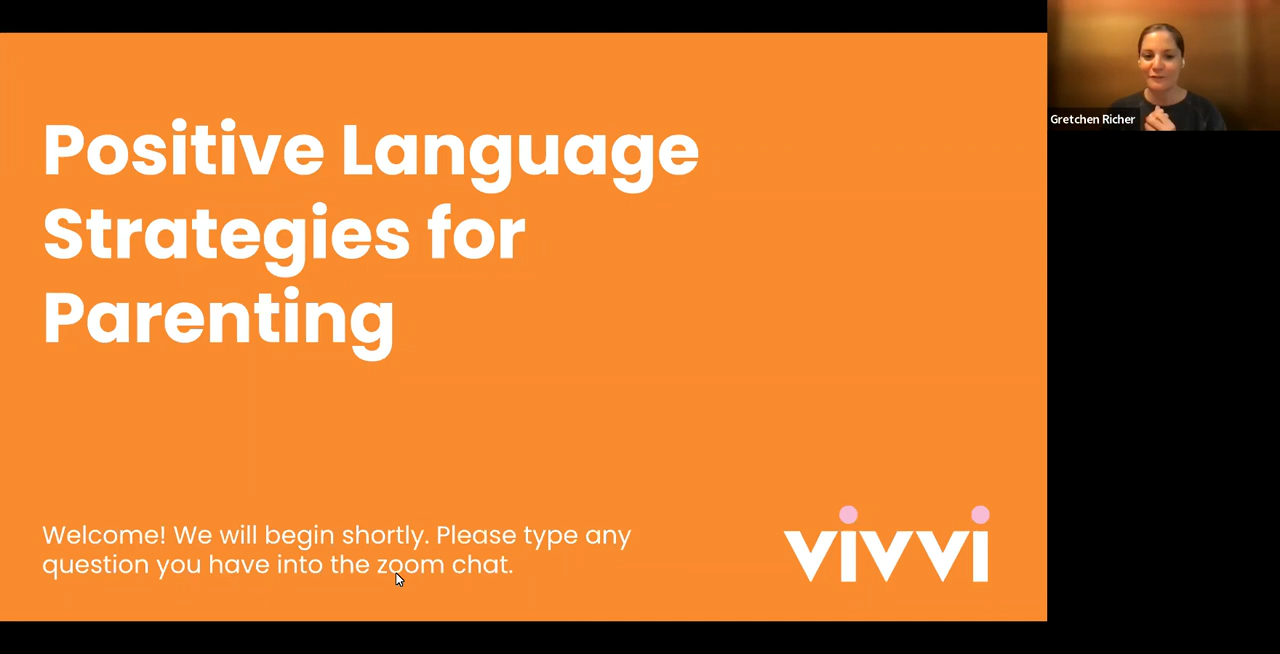 Positive Language
Strategies for
Parenting
Welcome! We will begin shortly. Please type any
question you have into the zoom chat.
vivvi
Gretchen Richer